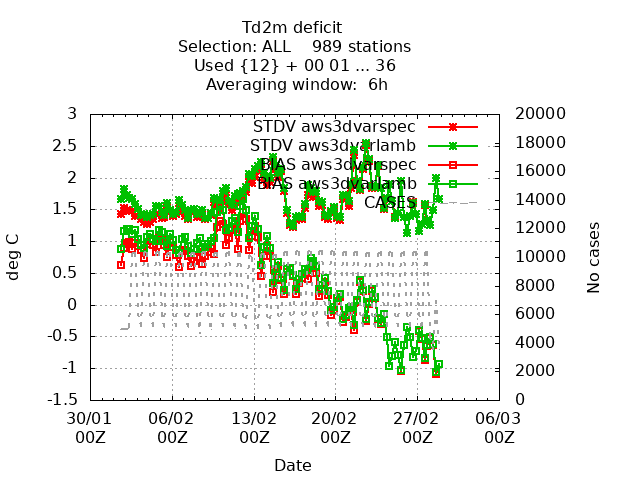 Td2m deficit
Selection: ALL 989 stations
Used {12} + 00 01 ... 36
Averaging window: 6h
3
2.5
2
1.5
1
0.5
0
-0.5
-1
-1.5
deg C
20000
18000
16000
14000
12000
10000
8000
6000
4000
2000
0
No cases
STDV aws3dvarspec
STDV aws3dvarlamb
BIAS aws3dvarspec
BIAS aws3dvarlamb
CASES
30/01 06/02 13/02 20/02 27/02 06/03
00Z 00Z 00Z 00Z 00Z 00Z
Date